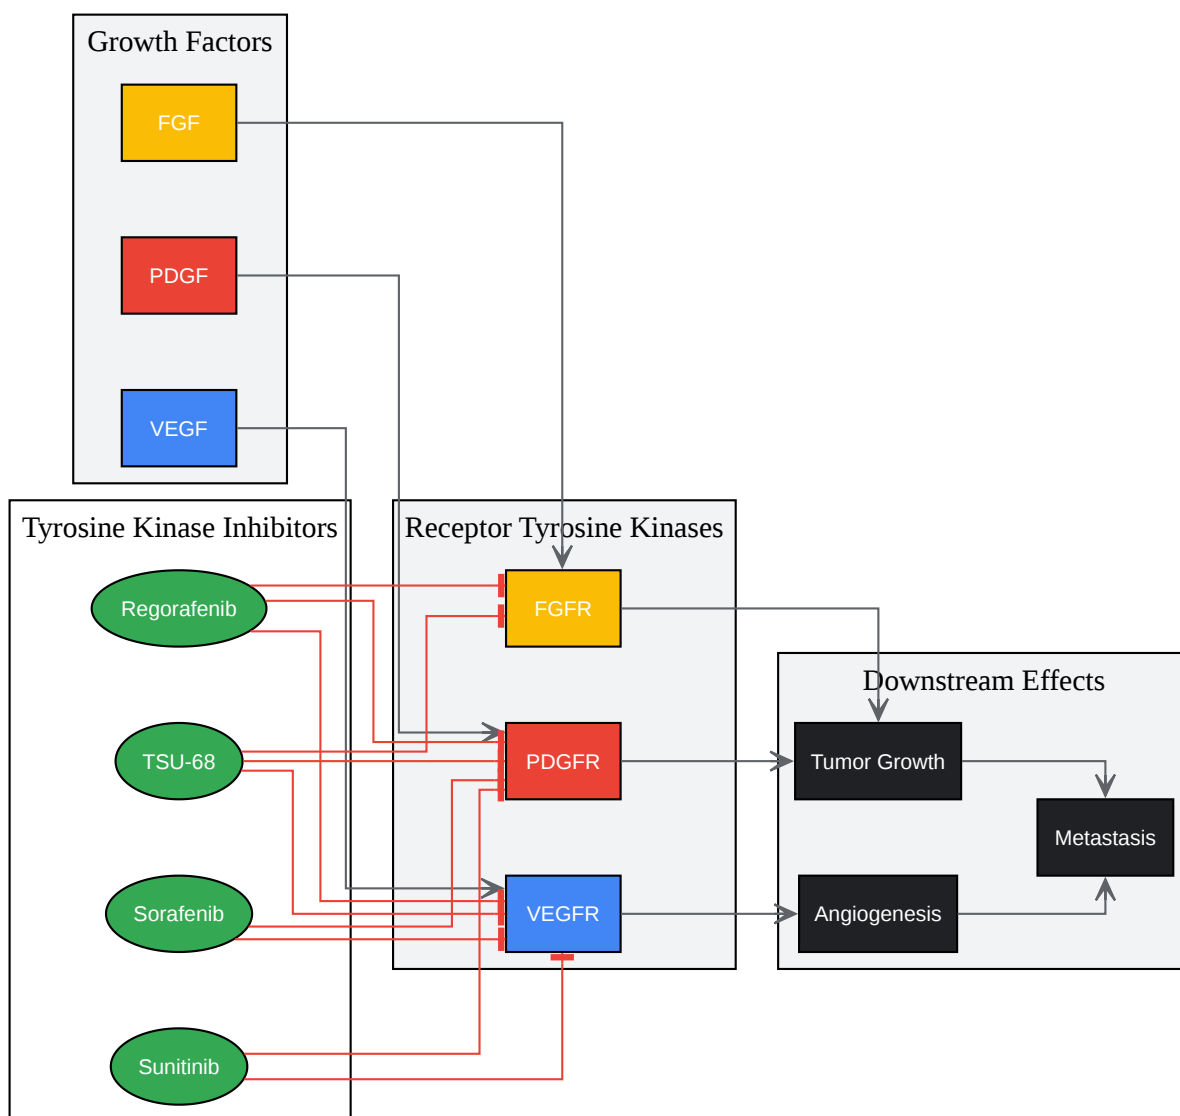 Growth Factors
FGF
PDGF
VEGF
Tyrosine Kinase Inhibitors
Regorafenib
TSU-68
Sorafenib
Sunitinib
Receptor Tyrosine Kinases
FGFR
PDGFR
VEGFR
Downstream Effects
Tumor Growth
Metastasis
Angiogenesis